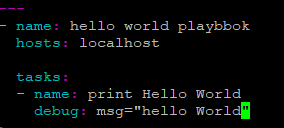 ---
- name: hello world playbbok
hosts: localhost
tasks:
- name: print Hello World
debug: msg="hello World"